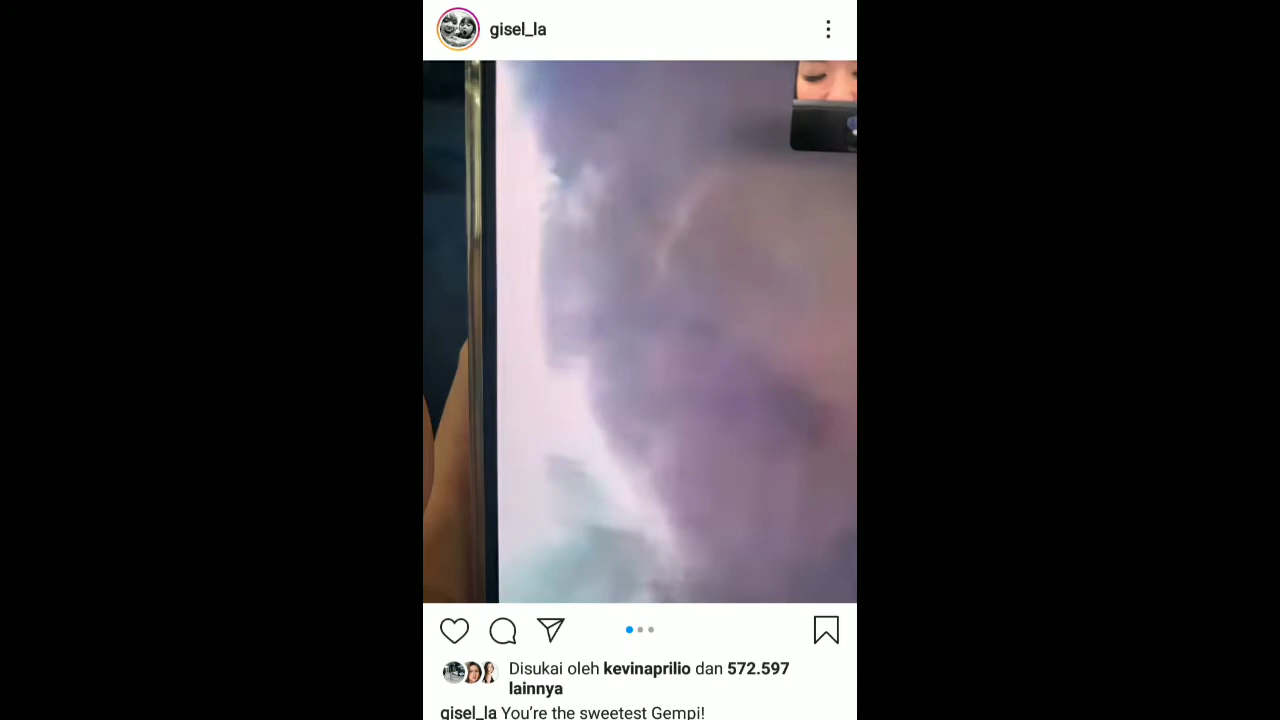 gisel_la
Disukai oleh kevinaprilio dan 572.597
lainnya
gisel_la You're the sweetest Gempi!